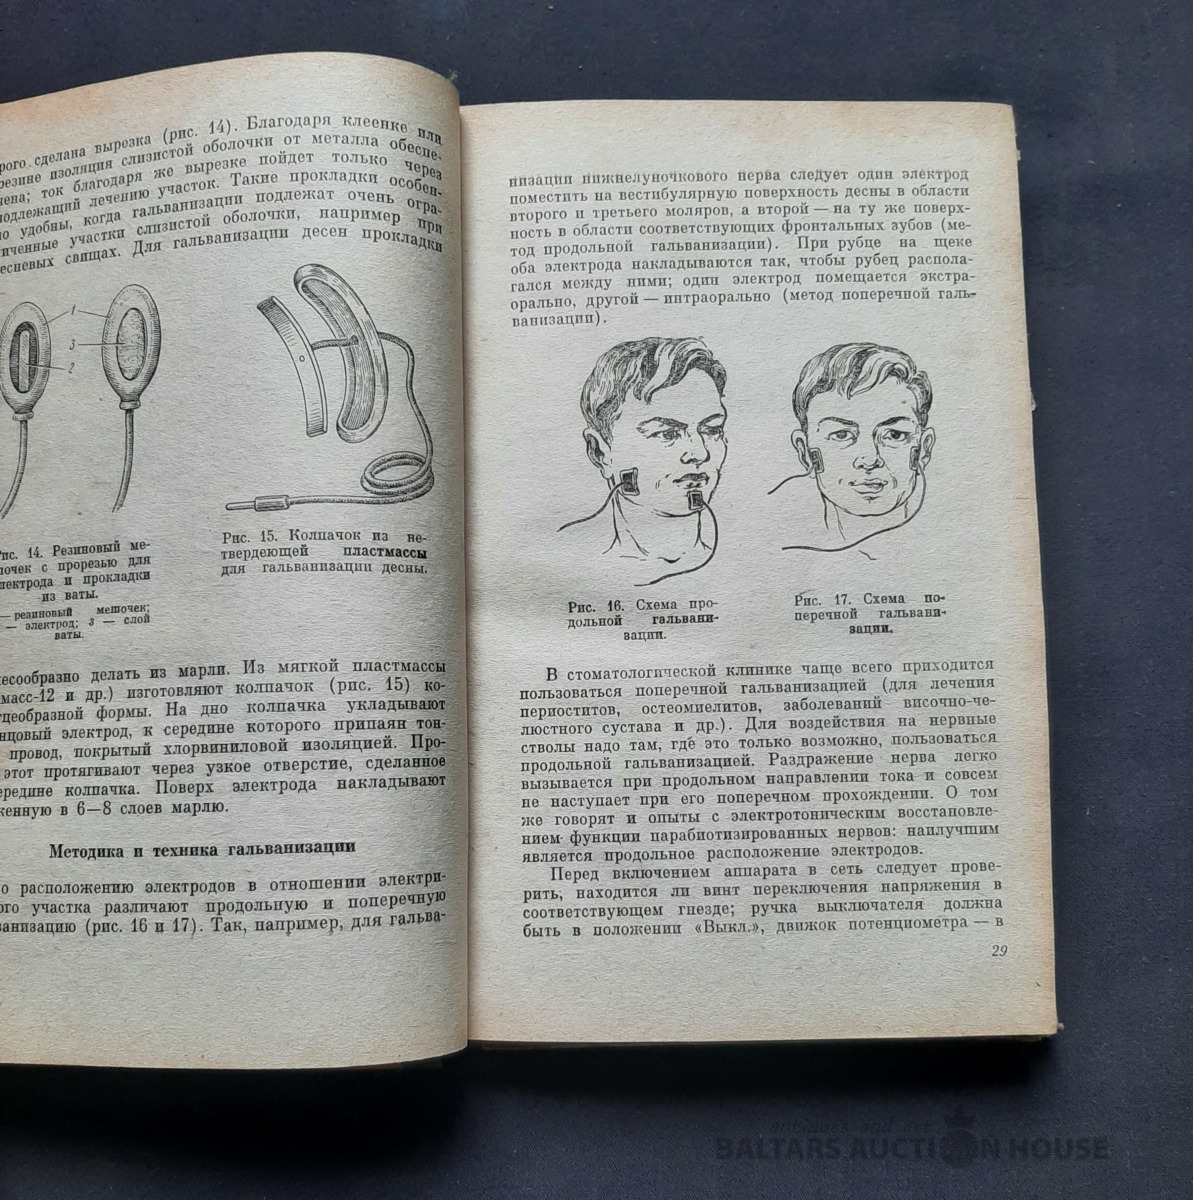 рого сделана вырезка (рис. 14). Благодаря клеенке или
резине изоляция слизистой оболочки от металла обеспе-
чена; ток благодаря же вырезке пойдет только через
подлежащий лечению участок. Такие прокладки особен-
но удобны, когда гальванизации подлежат очень огра-
ниченные участки слизистой оболочки, например при
десневых свищах. Для гальванизации десен прокладки
1
3
2
Рис. 14. Резиновый ме-
шочек с прорезью для
электрода и прокладки
из ваты.
— резиновый мешочек;
— электрод; 3 — слой
ваты.
Рис. 15. Колпачок из не-
твердеющей пластмассы
для гальванизации десны.
лесообразно делать из марли. Из мягкой пластмассы
масс-12 и др.) изготовляют колпачок (рис. 15) ко-
тцеобразной формы. На дно колпачка укладывают
нцовый электрод, к середине которого припаян тон-
провод, покрытый хлорвиниловой изоляцией. Про-
этот протягивают через узкое отверстие, сделанное
ередине колпачка. Поверх электрода накладывают
женную в 6—8 слоев марлю.
Методика и техника гальванизации
о расположению электродов в отношении электри-
ого участка различают продольную и поперечную
ванизацию (рис. 16 и 17). Так, например, для гальва-
низации нижнелуночкового нерва следует один электрод
поместить на вестибулярную поверхность десны в области
второго и третьего моляров, а второй — на ту же поверх-
ность в области соответствующих фронтальных зубов (ме-
тод продольной гальванизации). При рубце на щеке
оба электрода накладываются так, чтобы рубец распола-
гался между ними; один электрод помещается экстра-
орально, другой — интраорально (метод поперечной галь-
ванизации).
Рис. 16. Схема про-
дольной гальвани-
зации.
Рис. 17. Схема по-
перечной гальвани-
зации.
В стоматологической клинике чаще всего приходится
пользоваться поперечной гальванизацией (для лечения
периоститов, остеомиелитов, заболеваний височно-че-
люстного сустава и др.). Для воздействия на нервные
стволы надо там, где это только возможно, пользоваться
продольной гальванизацией. Раздражение нерва легко
вызывается при продольном направлении тока и совсем
не наступает при его поперечном прохождении. О том
же говорят и опыты с электротоническим восстановле-
нием функции парабиотизированных нервов: наилучшим
является продольное расположение электродов.
Перед включением аппарата в сеть следует прове-
рить, находится ли винт переключения напряжения в
соответствующем гнезде; ручка выключателя должна
быть в положении «Выкл.», движок потенциометра — в
29
BALTARS AUCTION HOUSE